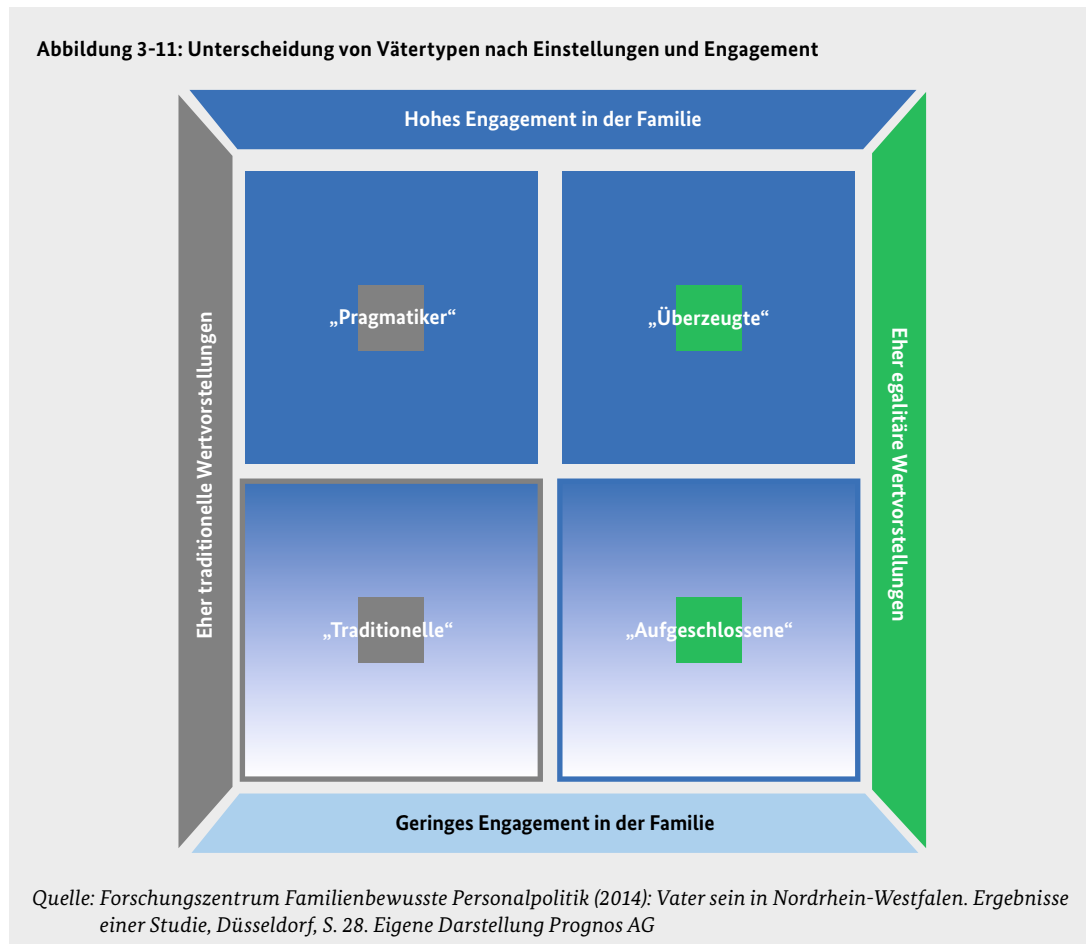 Abbildung 3-11: Unterscheidung von Vätertypen nach Einstellungen und Engagement
Hohes Engagement in der Familie
Eher traditionelle Wertvorstellungen
„Pragmatiker“
„Überzeugte“
Eher egalitäre Wertvorstellungen
„Traditionelle“
„Aufgeschlossene“
Geringes Engagement in der Familie
Quelle: Forschungszentrum Familienbewusste Personalpolitik (2014): Vater sein in Nordrhein-Westfalen. Ergebnisse
einer Studie, Düsseldorf, S. 28. Eigene Darstellung Prognos AG